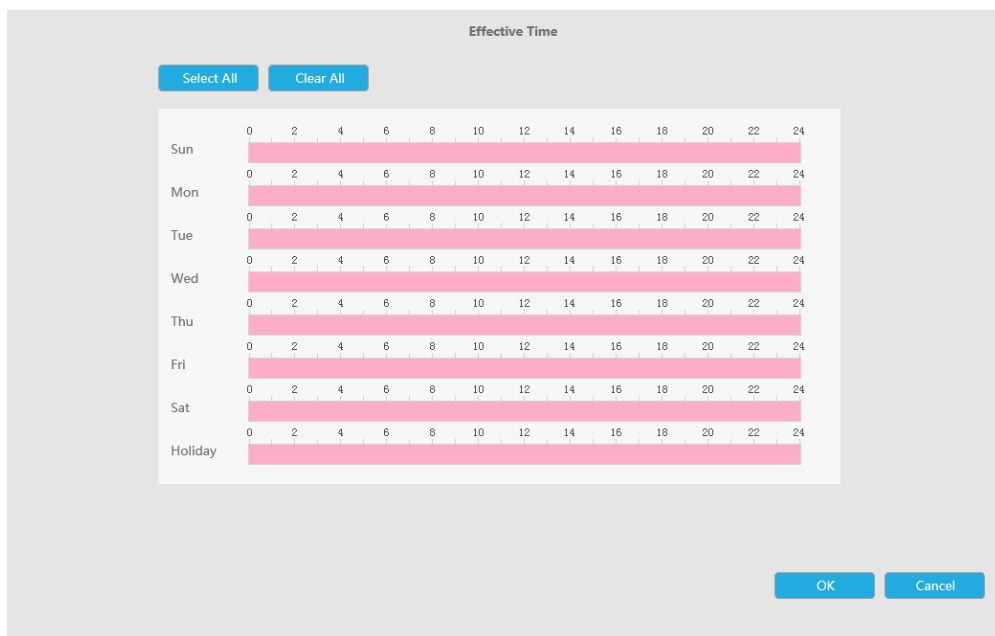 Effective Time
Select All Clear All
0 2 4 6 8 10 12 14 16 18 20 22 24
Sun
0 2 4 6 8 10 12 14 16 18 20 22 24
Mon
0 2 4 6 8 10 12 14 16 18 20 22 24
Tue
0 2 4 6 8 10 12 14 16 18 20 22 24
Wed
0 2 4 6 8 10 12 14 16 18 20 22 24
Thu
0 2 4 6 8 10 12 14 16 18 20 22 24
Fri
0 2 4 6 8 10 12 14 16 18 20 22 24
Sat
0 2 4 6 8 10 12 14 16 18 20 22 24
Holiday
OK Cancel